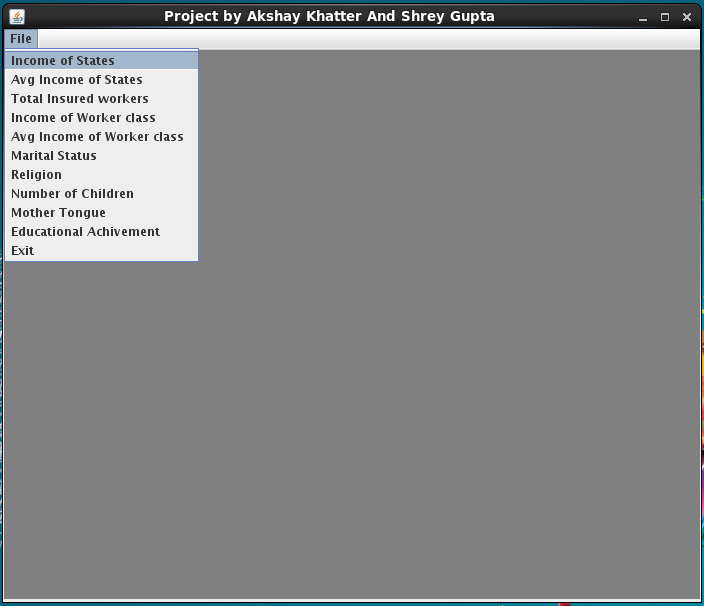 Project by Akshay Khatter And Shrey Gupta
File
Income of States
Avg Income of States
Total Insured workers
Income of Worker class
Avg Income of Worker class
Marital Status
Religion
Number of Children
Mother Tongue
Educational Achivement
Exit